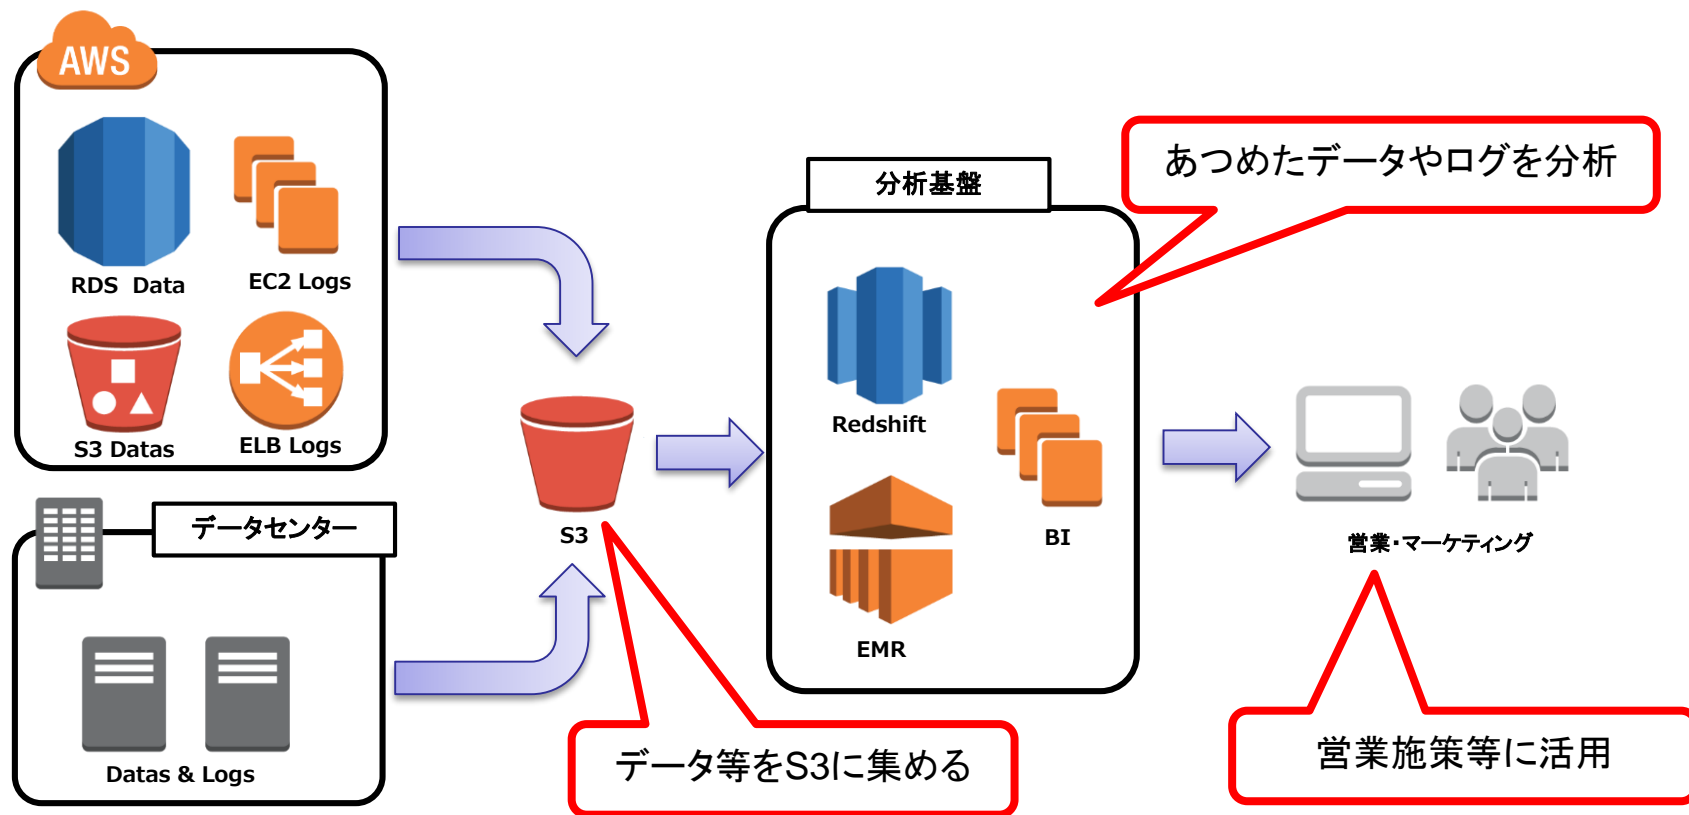 AWS
RDS Data
EC2 Logs
S3 Datas
ELB Logs
データセンター
Datas & Logs
S3
データ等をS3に集める
分析基盤
Redshift
BI
EMR
あつめたデータやログを分析
営業・マーケティング
営業施策等に活用